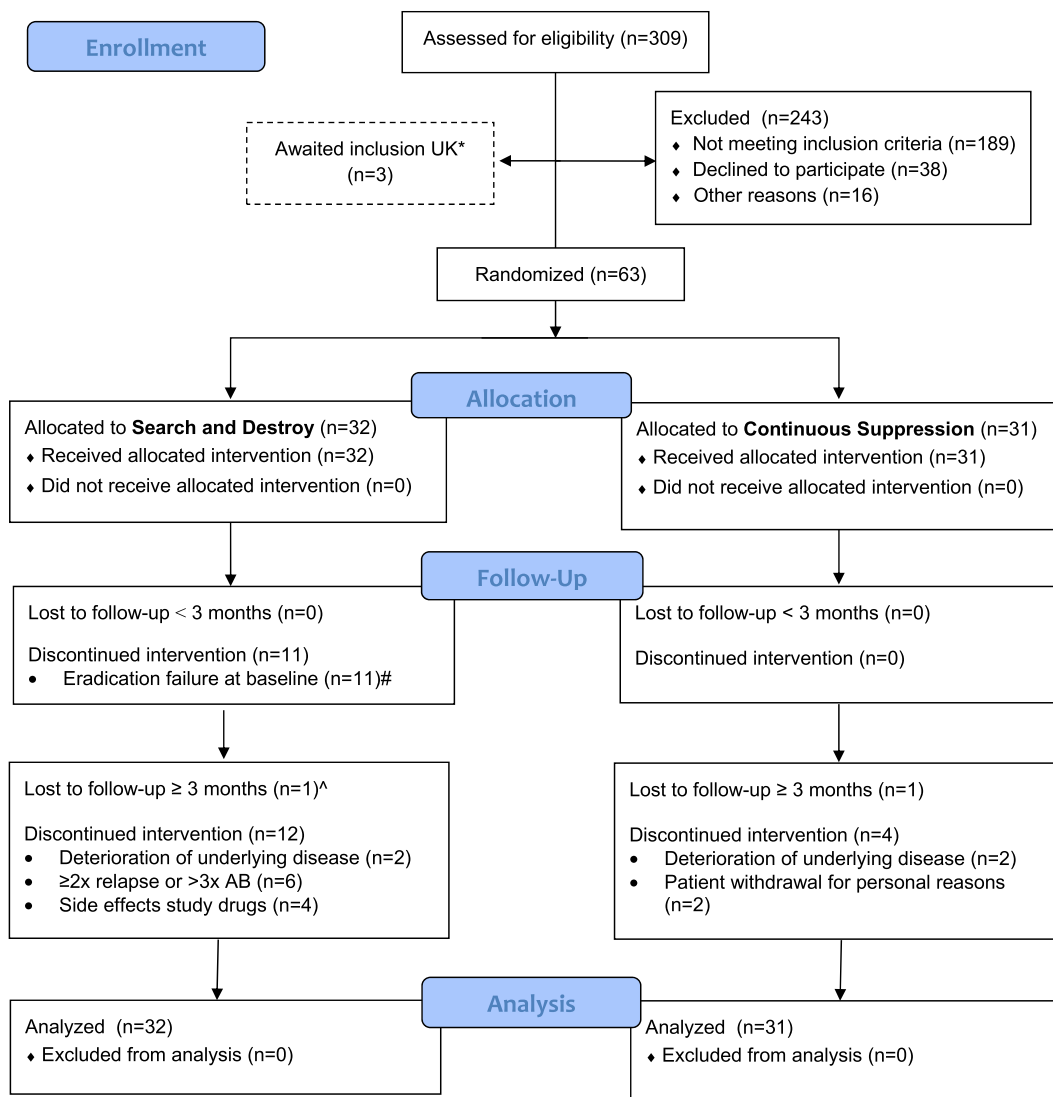 Enrollment
Assessed for eligibility (n=309)
Awaited inclusion UK*
(n=3)
Excluded (n=243)
♦ Not meeting inclusion criteria (n=189)
♦ Declined to participate (n=38)
♦ Other reasons (n=16)
Randomized (n=63)
Allocation
Allocated to Search and Destroy (n=32)
♦ Received allocated intervention (n=32)
♦ Did not receive allocated intervention (n=0)
Allocated to Continuous Suppression (n=31)
♦ Received allocated intervention (n=31)
♦ Did not receive allocated intervention (n=0)
Follow-Up
Lost to follow-up < 3 months (n=0)
Discontinued intervention (n=11)
• Eradication failure at baseline (n=11)#
Lost to follow-up < 3 months (n=0)
Discontinued intervention (n=0)
Lost to follow-up ≥ 3 months (n=1)^
Discontinued intervention (n=12)
• Deterioration of underlying disease (n=2)
• ≥2x relapse or >3x AB (n=6)
• Side effects study drugs (n=4)
Lost to follow-up ≥ 3 months (n=1)
Discontinued intervention (n=4)
• Deterioration of underlying disease (n=2)
• Patient withdrawal for personal reasons
(n=2)
Analysis
Analyzed (n=32)
♦ Excluded from analysis (n=0)
Analyzed (n=31)
♦ Excluded from analysis (n=0)